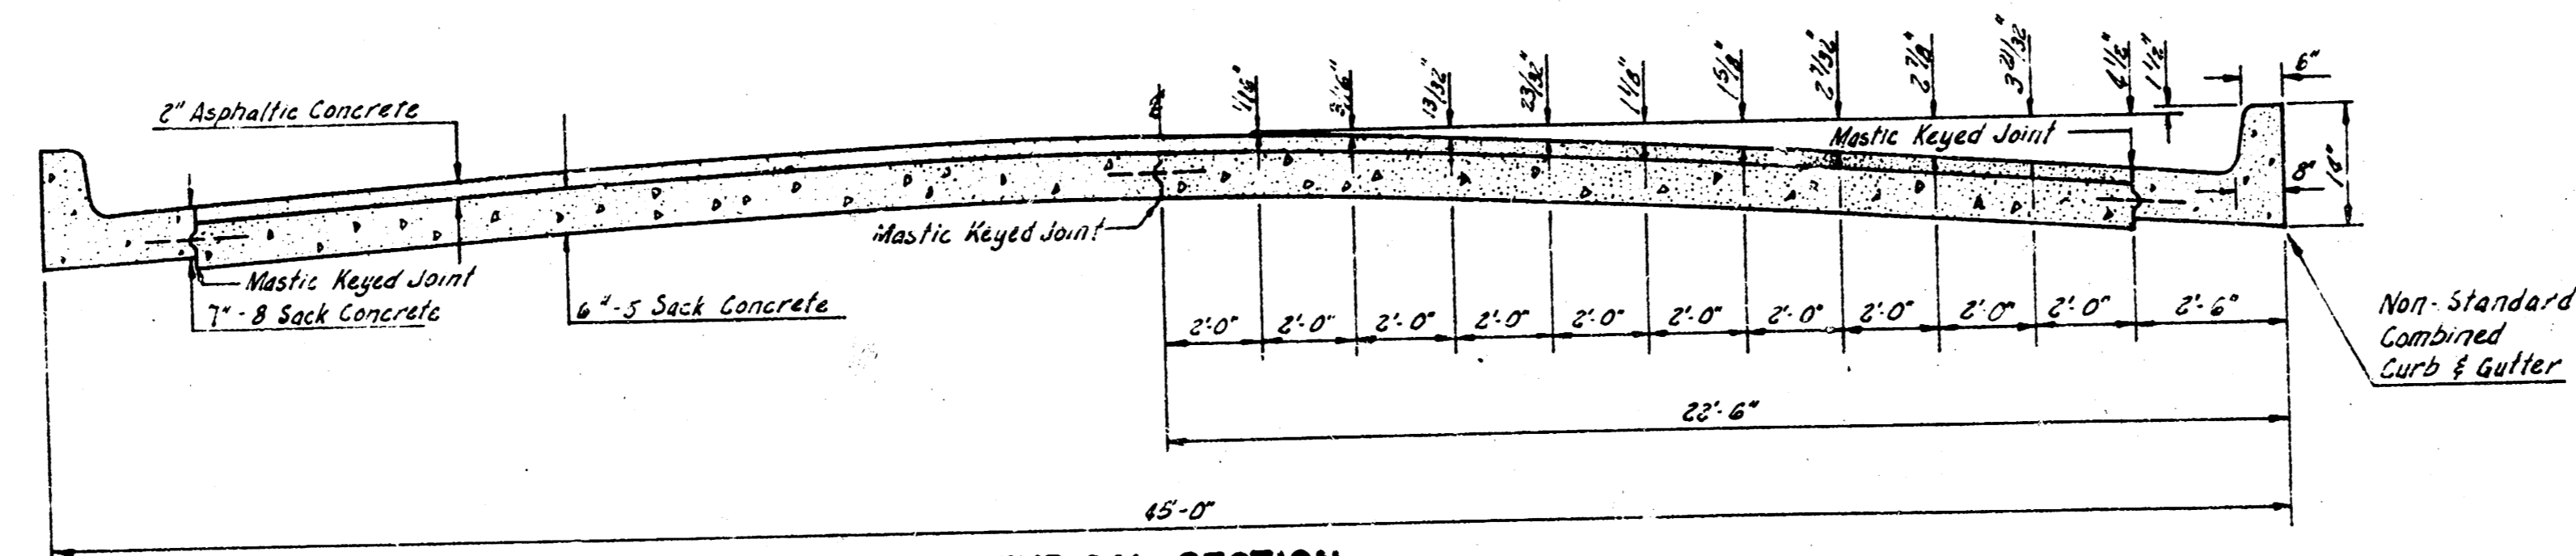 2" Asphaltic Concrete
1/16"
3/16"
13/32"
23/32"
1 1/8"
1 5/8"
2 7/32"
2 7/8"
3 21/32"
4 1/2"
1 1/2"
6"
Mastic Keyed Joint
8"
Mastic Keyed Joint
Mastic Keyed Joint
7" - 8 Sack Concrete
6" - 5 Sack Concrete
2'-0" 2'-0" 2'-0" 2'-0" 2'-0" 2'-0" 2'-0" 2'-0" 2'-0" 2'-0" 2'-6"
Non-Standard
Combined
Curb & Gutter
22'-6"
45'-0"
SECTION